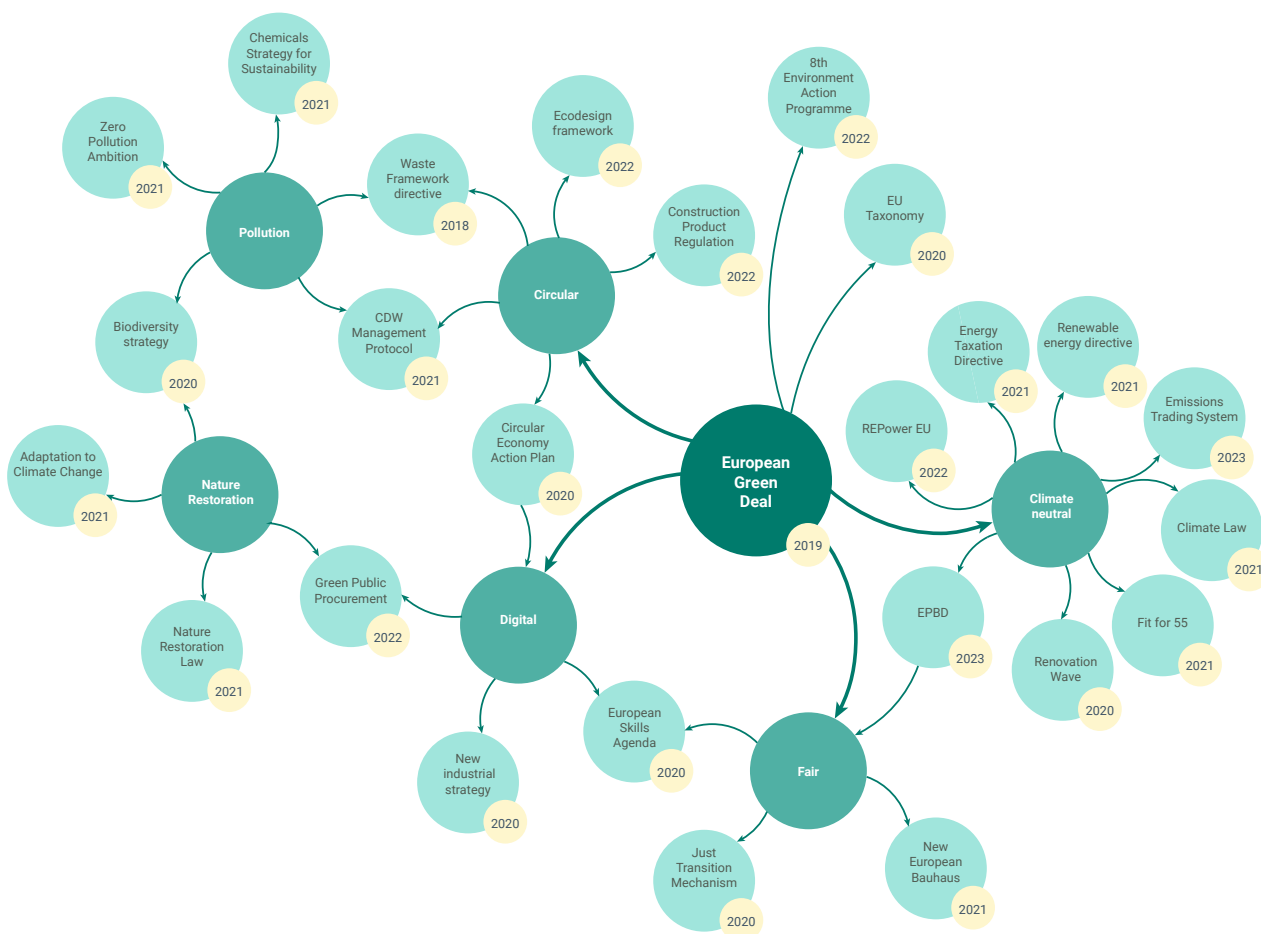 Chemicals
Strategy for
Sustainability
2021
Zero
Pollution
Ambition
2021
Pollution
Waste
Framework
directive
2018
Ecodesign
framework
2022
Construction
Product
Regulation
2022
Circular
CDW
Management
Protocol
2021
Biodiversity
strategy
2020
8th
Environment
Action
Programme
2022
EU
Taxonomy
2020
Energy
Taxation
Directive
2021
Renewable
energy directive
2021
Emissions
Trading System
2023
REPower EU
2022
Climate
neutral
Climate Law
2021
Fit for 55
2021
Renovation
Wave
2020
EPBD
2023
European
Green
Deal
2019
Circular
Economy
Action Plan
2020
Adaptation to
Climate Change
2021
Nature
Restoration
Nature
Restoration
Law
2021
Green Public
Procurement
2022
Digital
New
industrial
strategy
2020
European
Skills
Agenda
2020
Fair
Just
Transition
Mechanism
2020
New
European
Bauhaus
2021